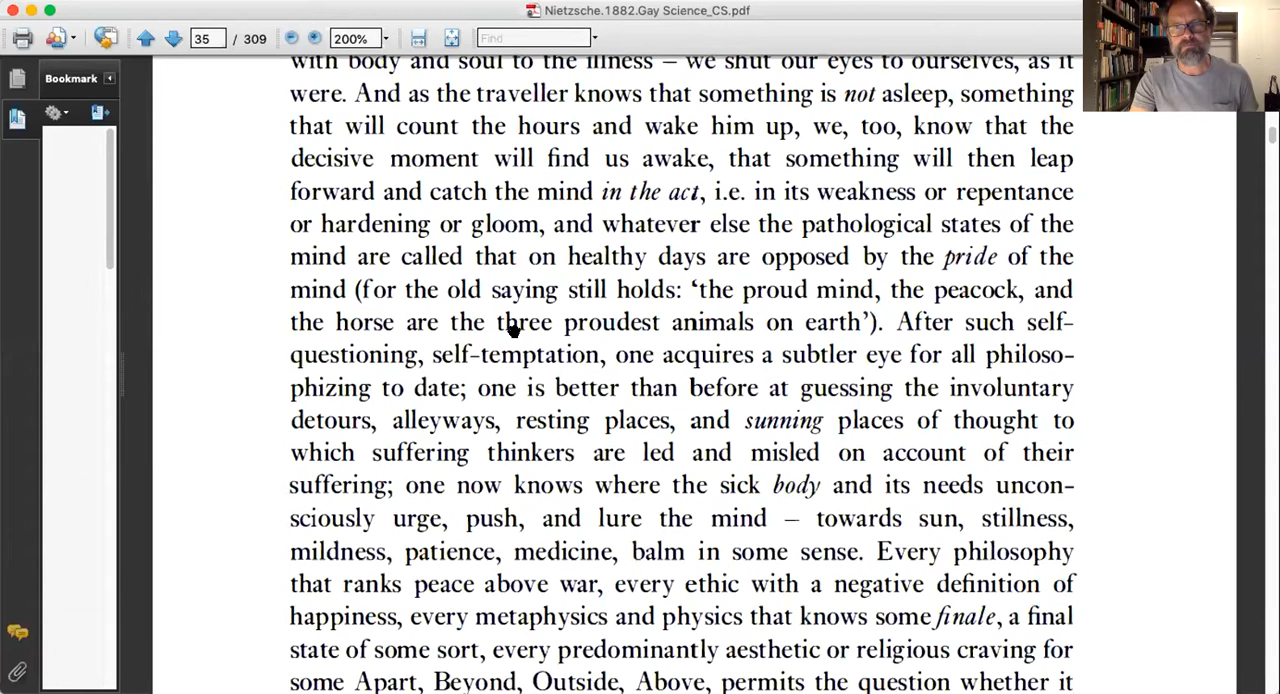 Nietzsche.1882.Gay Science_CS.pdf
35 / 309 200% Find
Bookmark
with body and soul to the illness – we shut our eyes to ourselves, as it
were. And as the traveller knows that something is not asleep, something
that will count the hours and wake him up, we, too, know that the
decisive moment will find us awake, that something will then leap
forward and catch the mind in the act, i.e. in its weakness or repentance
or hardening or gloom, and whatever else the pathological states of the
mind are called that on healthy days are opposed by the pride of the
mind (for the old saying still holds: ‘the proud mind, the peacock, and
the horse are the three proudest animals on earth’). After such self-
questioning, self-temptation, one acquires a subtler eye for all philoso-
phizing to date; one is better than before at guessing the involuntary
detours, alleyways, resting places, and sunning places of thought to
which suffering thinkers are led and misled on account of their
suffering; one now knows where the sick body and its needs uncon-
sciously urge, push, and lure the mind – towards sun, stillness,
mildness, patience, medicine, balm in some sense. Every philosophy
that ranks peace above war, every ethic with a negative definition of
happiness, every metaphysics and physics that knows some finale, a final
state of some sort, every predominantly aesthetic or religious craving for
some Apart, Beyond, Outside, Above, permits the question whether it